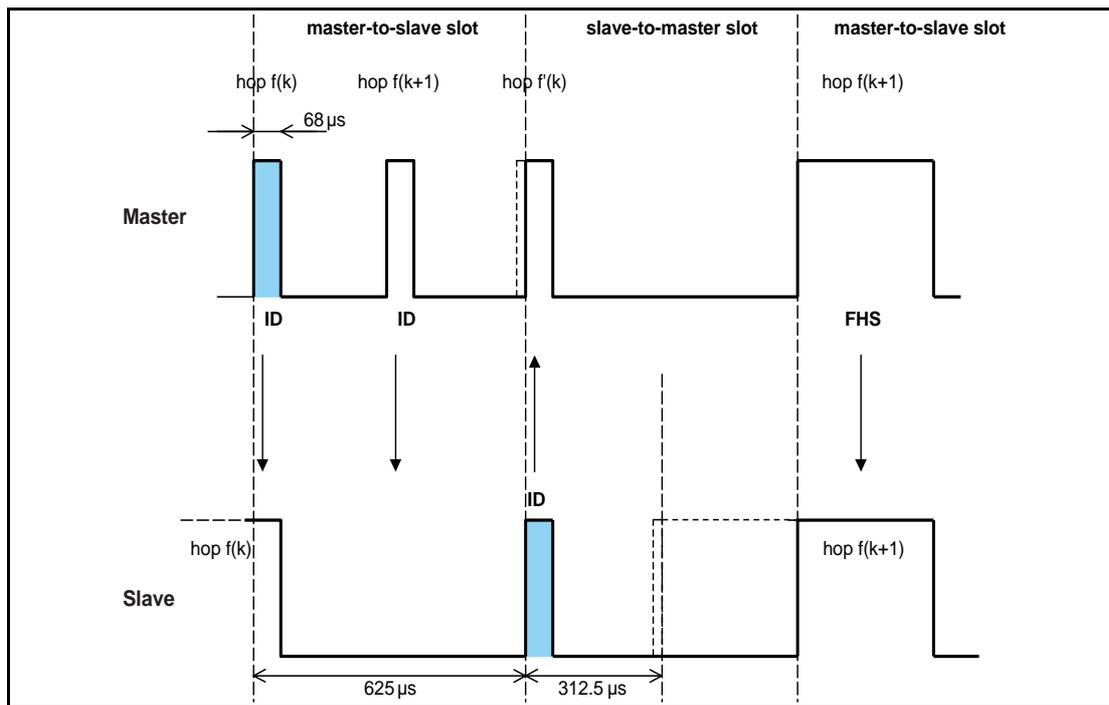 master-to-slave slot
slave-to-master slot
master-to-slave slot
hop f(k)
hop f(k+1)
hop f'(k)
hop f(k+1)
68 µs
Master
ID
ID
FHS
ID
hop f(k)
hop f(k+1)
Slave
625 µs
312.5 µs